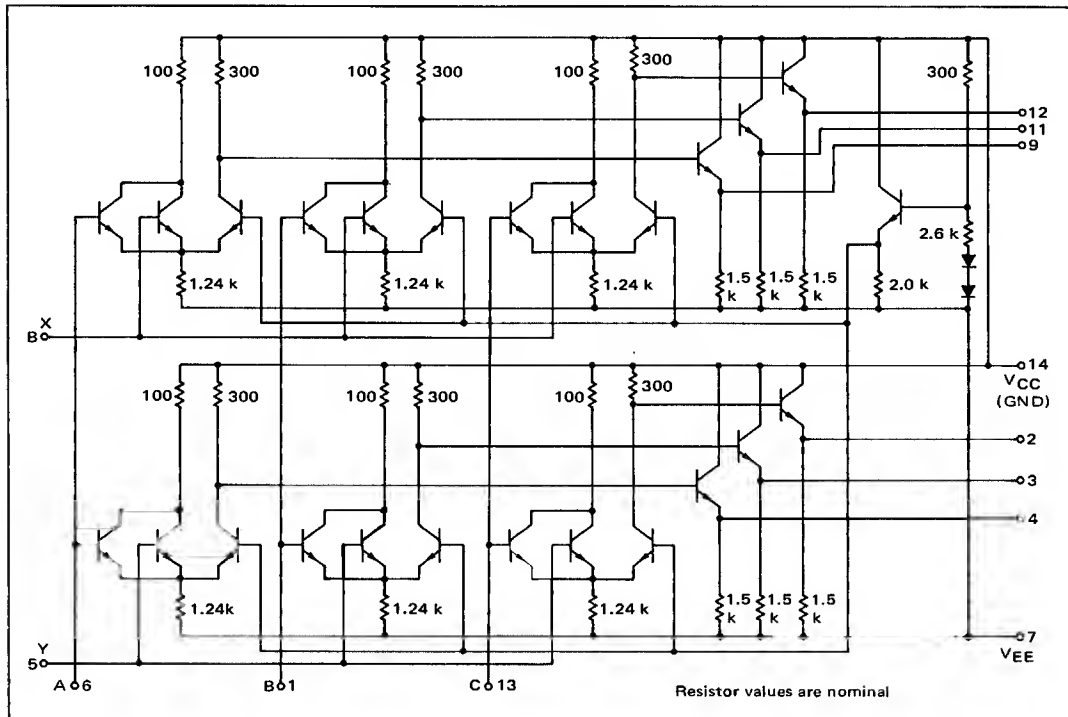 100 300 100 300 100 300 300
12
11
9
2.6 k
1.24 k 1.24 k 1.24 k 1.5 k 1.5 k 1.5 k 2.0 k
X
B
100 300 100 300 100 300
14
VCC
(GND)
2
3
4
1.24k 1.24 k 1.24 k 1.5 k 1.5 k 1.5 k
7
VEE
Y
5
A 6 B 1 C 13
Resistor values are nominal